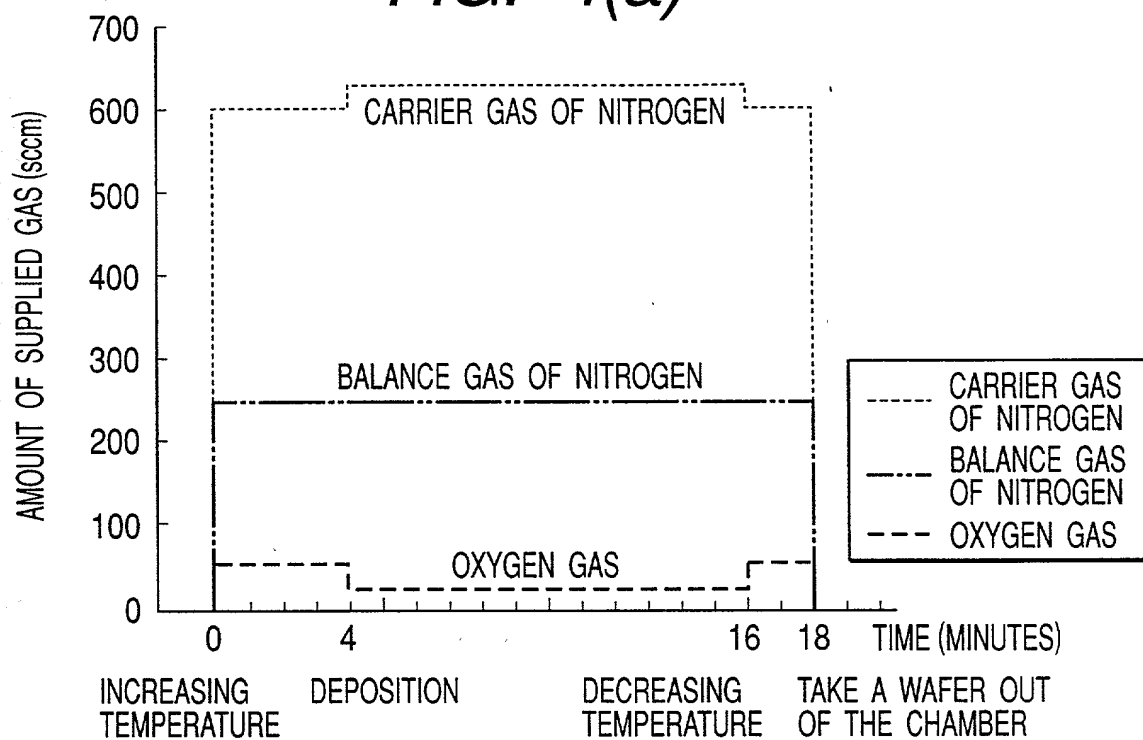 FIG. 4(a)
AMOUNT OF SUPPLIED GAS (sccm)
700
600
500
400
300
200
100
0
CARRIER GAS OF NITROGEN
BALANCE GAS OF NITROGEN
OXYGEN GAS
CARRIER GAS
OF NITROGEN
BALANCE GAS
OF NITROGEN
OXYGEN GAS
0 4 16 18 TIME (MINUTES)
INCREASING
TEMPERATURE
DEPOSITION
DECREASING
TEMPERATURE
TAKE A WAFER OUT
OF THE CHAMBER